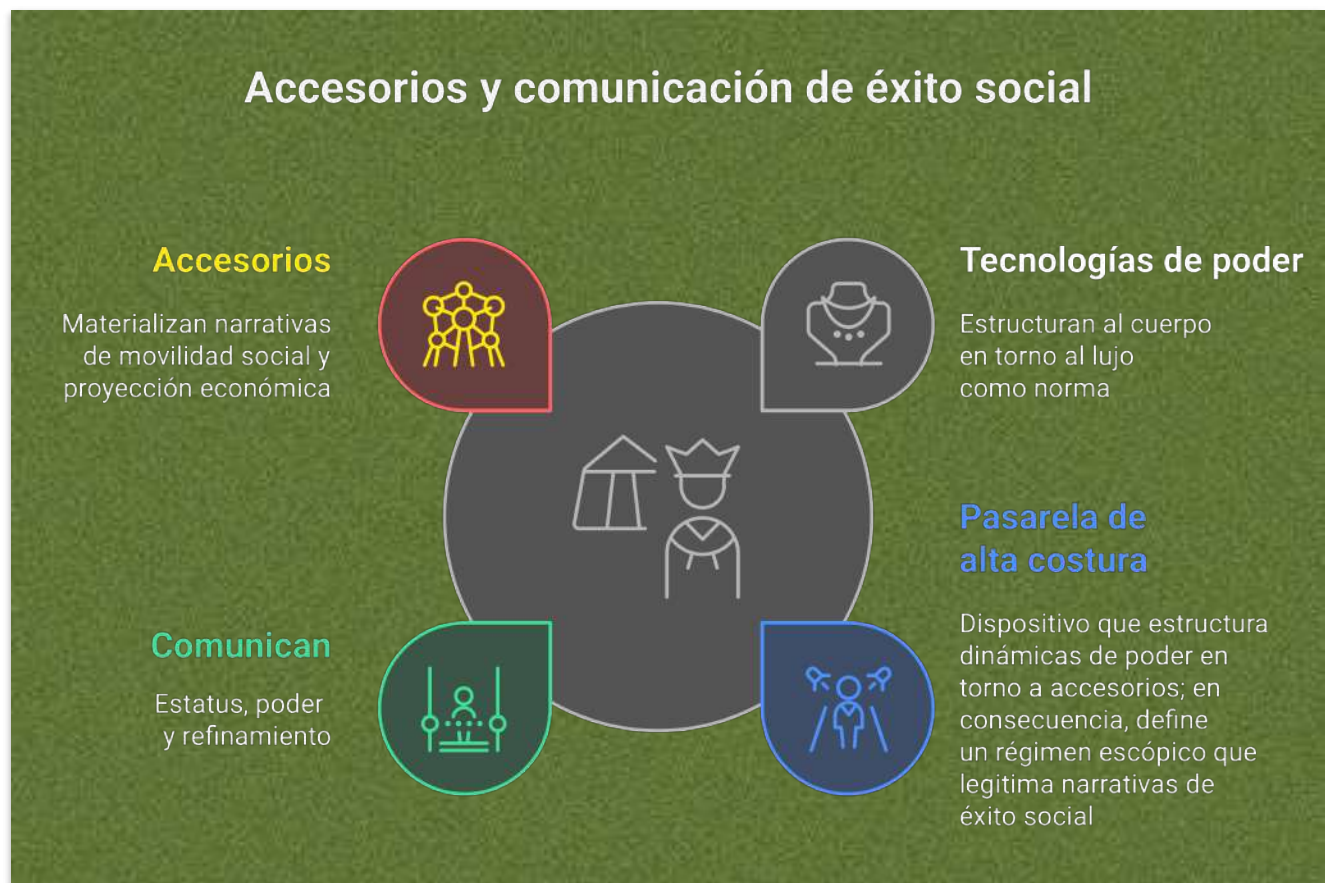 Accesorios y comunicación de éxito social
Accesorios
Materializan narrativas
de movilidad social y
proyección económica
Tecnologías de poder
Estructuran al cuerpo
en torno al lujo
como norma
Comunican
Estatus, poder
y refinamiento
Pasarela de
alta costura
Dispositivo que estructura
dinámicas de poder en
torno a accesorios; en
consecuencia, define
un régimen escópico que
legitima narrativas de
éxito social